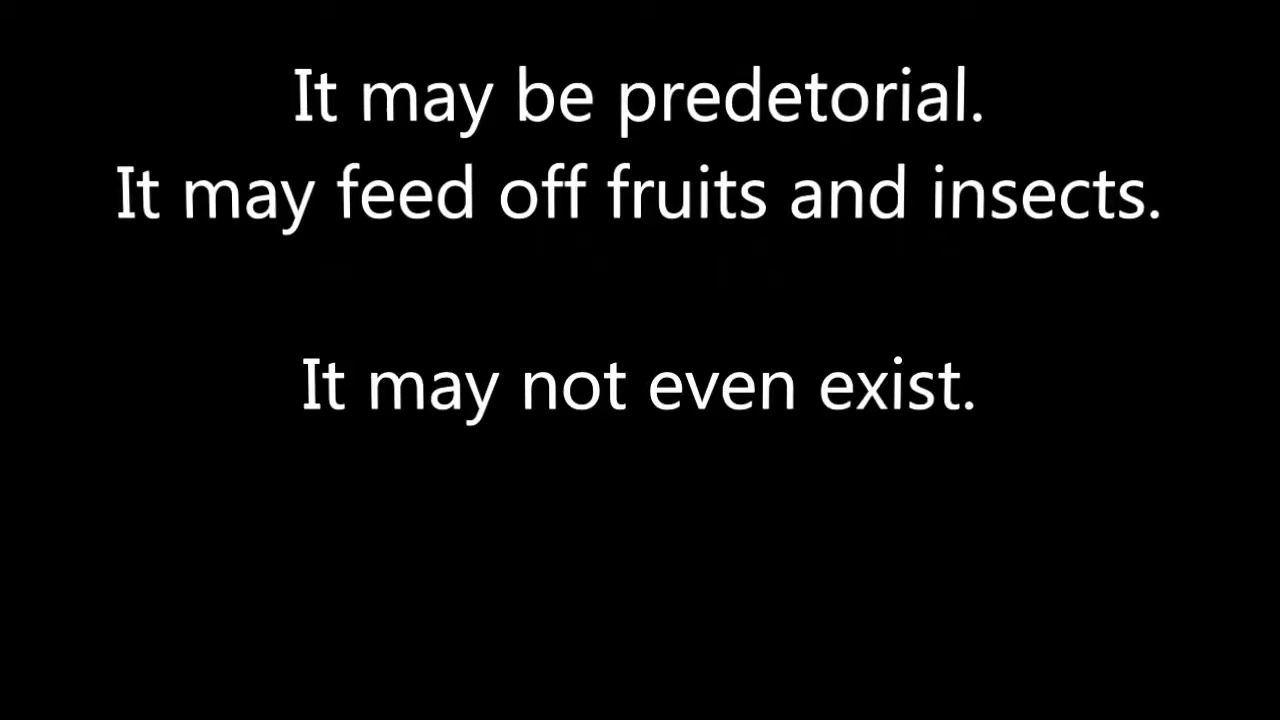 It may be predetorial.
It may feed off fruits and insects.
It may not even exist.